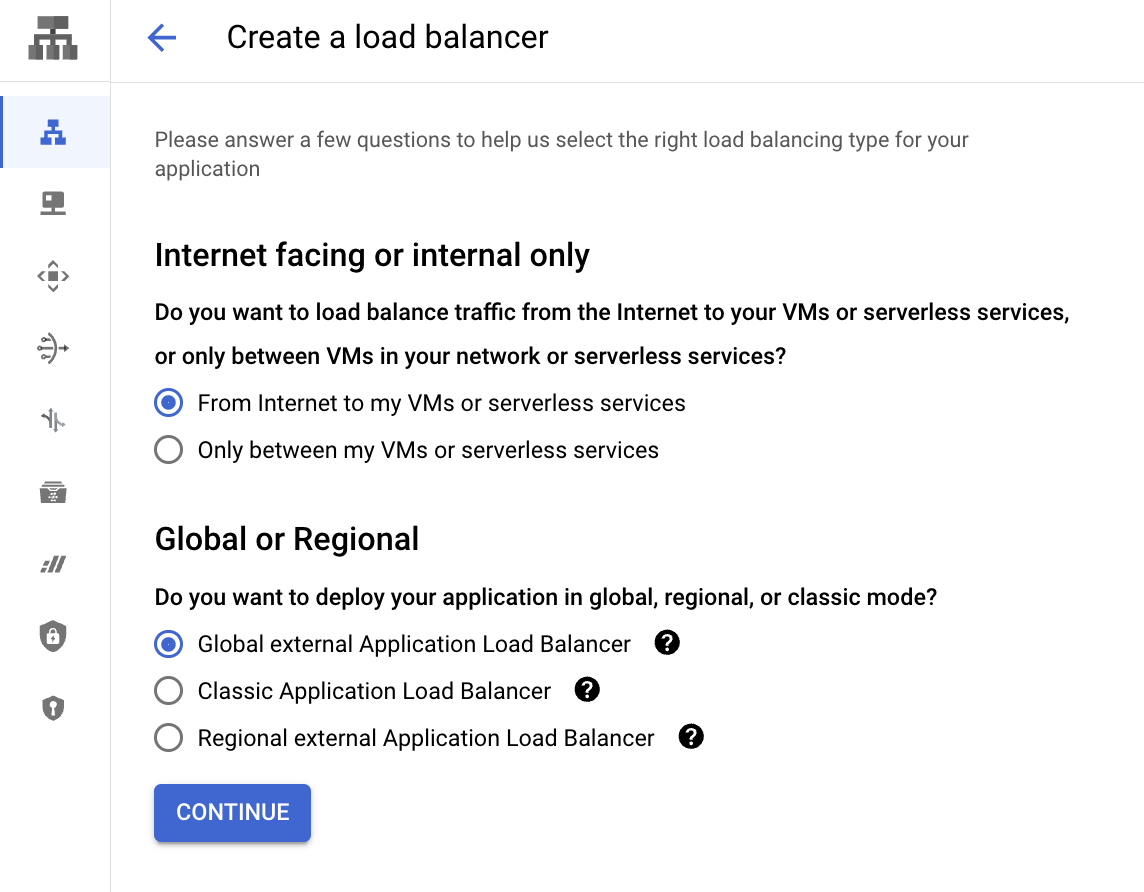 Create a load balancer
Please answer a few questions to help us select the right load balancing type for your
application
Internet facing or internal only
Do you want to load balance traffic from the Internet to your VMs or serverless services,
or only between VMs in your network or serverless services?
From Internet to my VMs or serverless services
Only between my VMs or serverless services
Global or Regional
Do you want to deploy your application in global, regional, or classic mode?
Global external Application Load Balancer ?
Classic Application Load Balancer ?
Regional external Application Load Balancer ?
CONTINUE